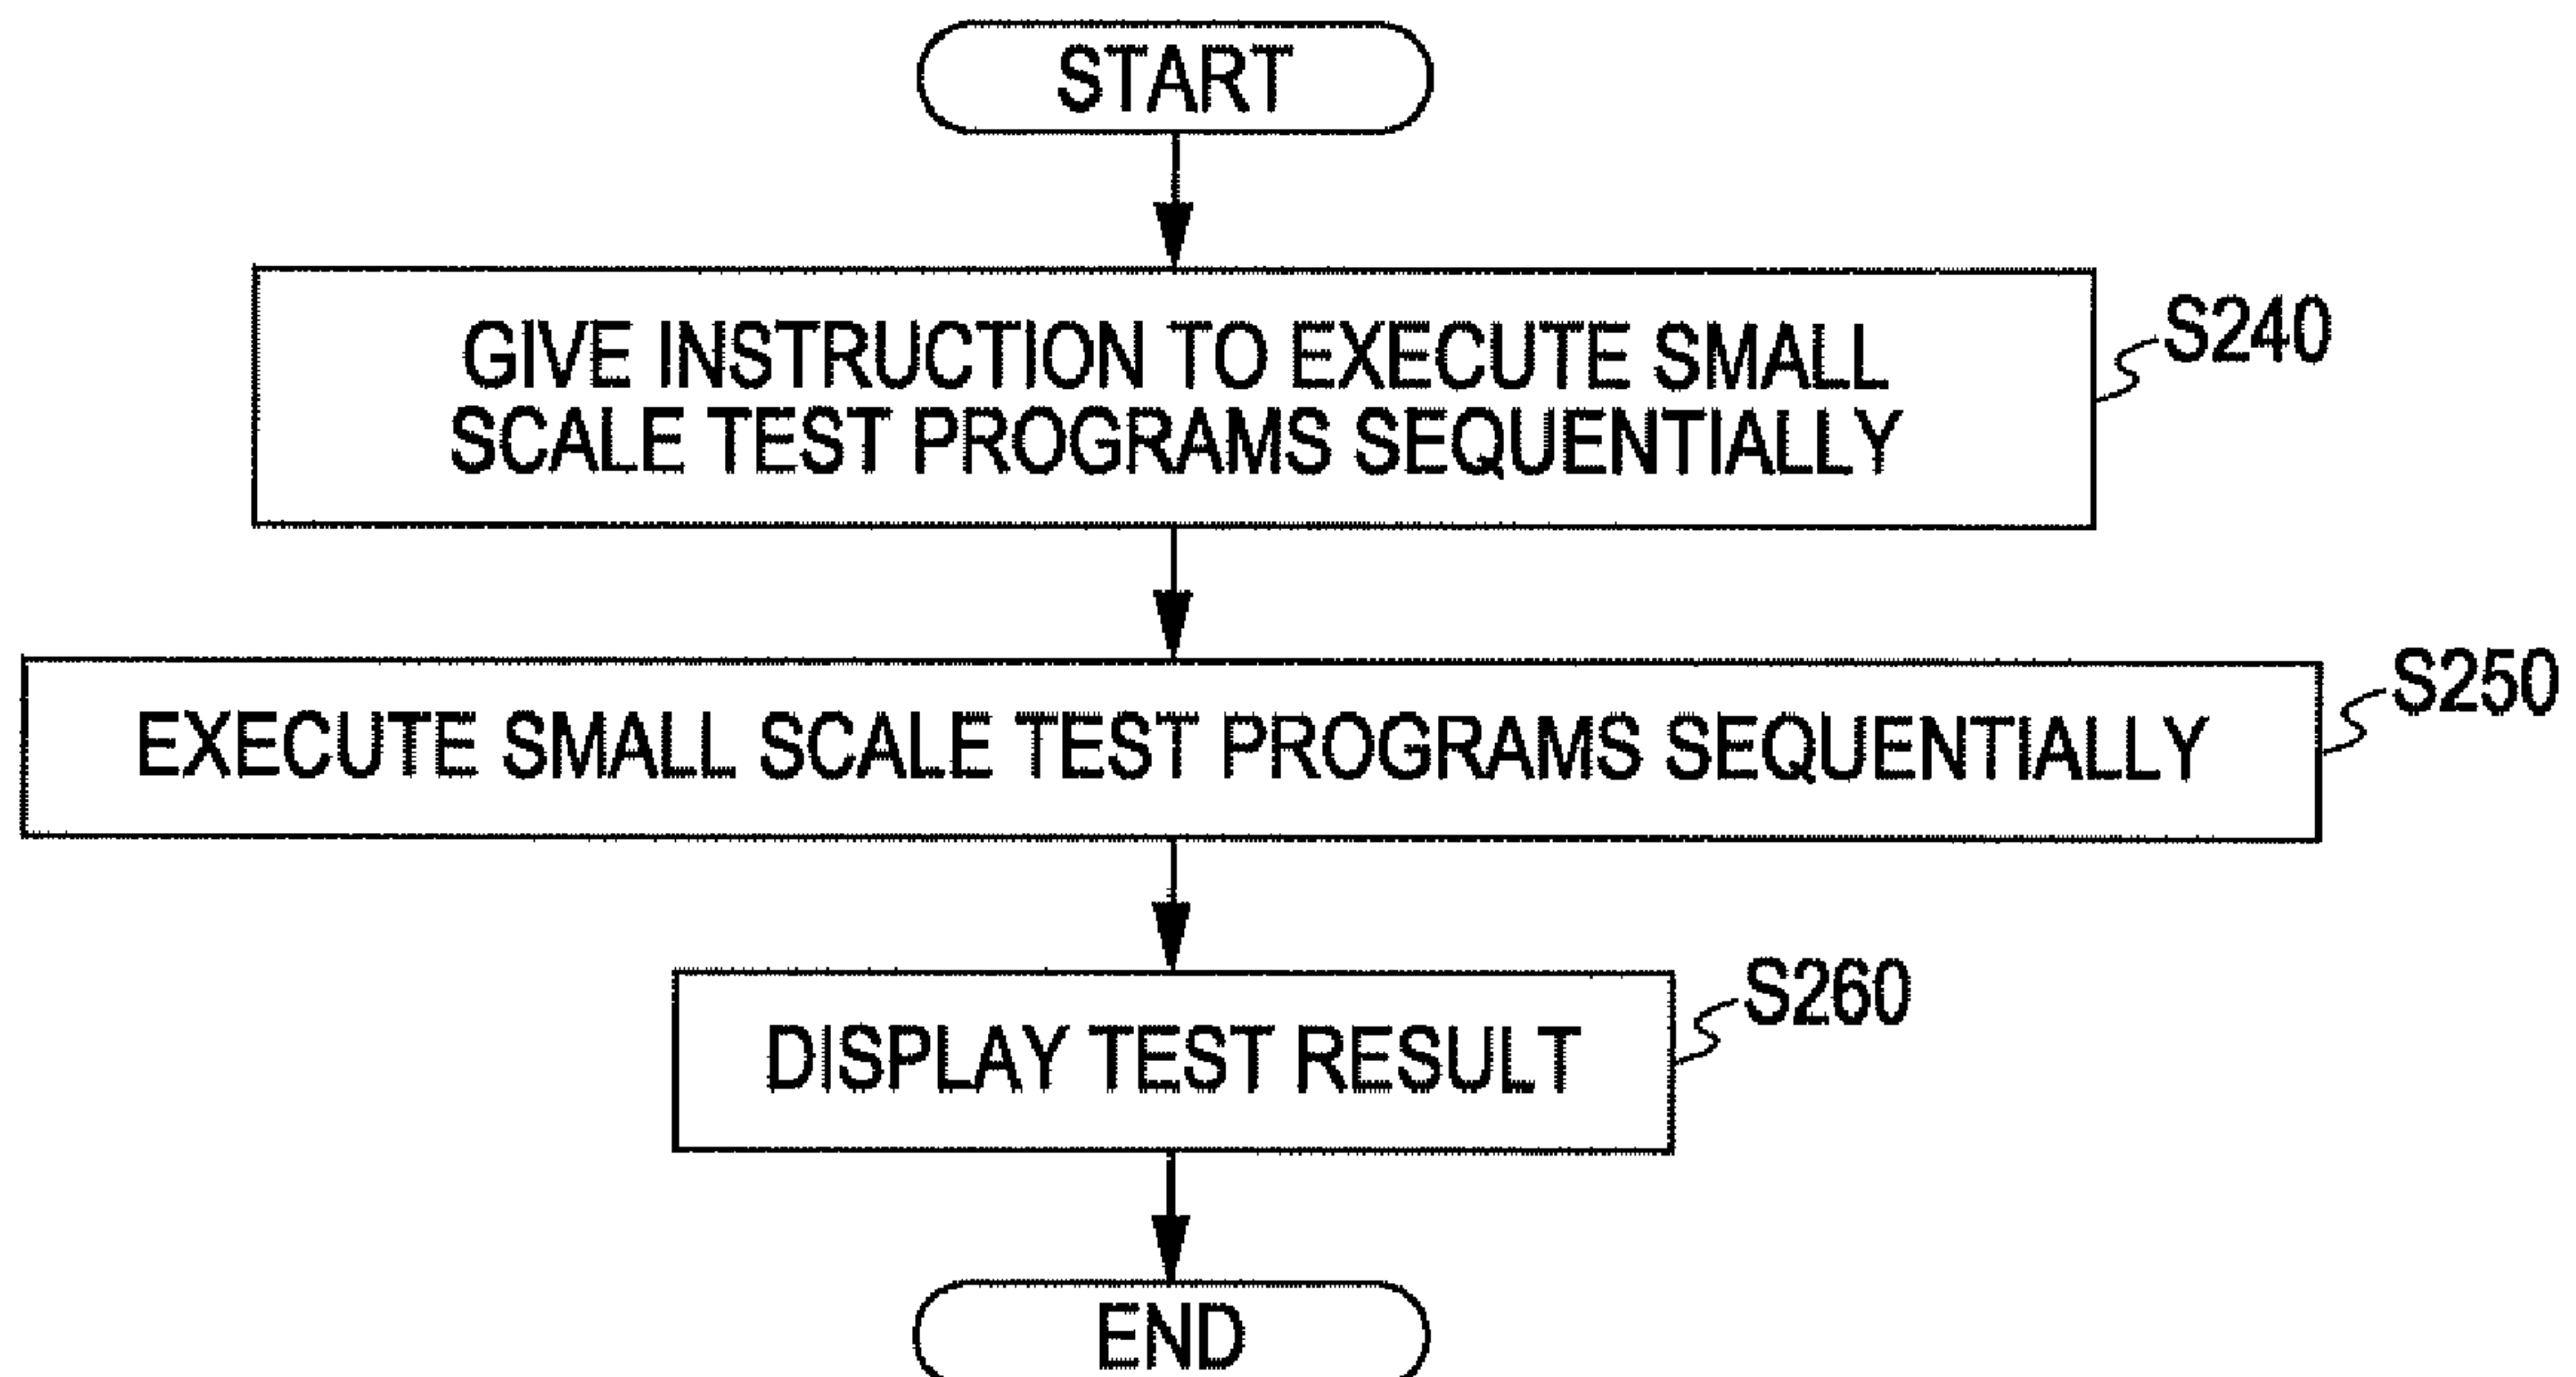 START
GIVE INSTRUCTION TO EXECUTE SMALL
SCALE TEST PROGRAMS SEQUENTIALLY
S240
EXECUTE SMALL SCALE TEST PROGRAMS SEQUENTIALLY
S250
DISPLAY TEST RESULT
S260
END